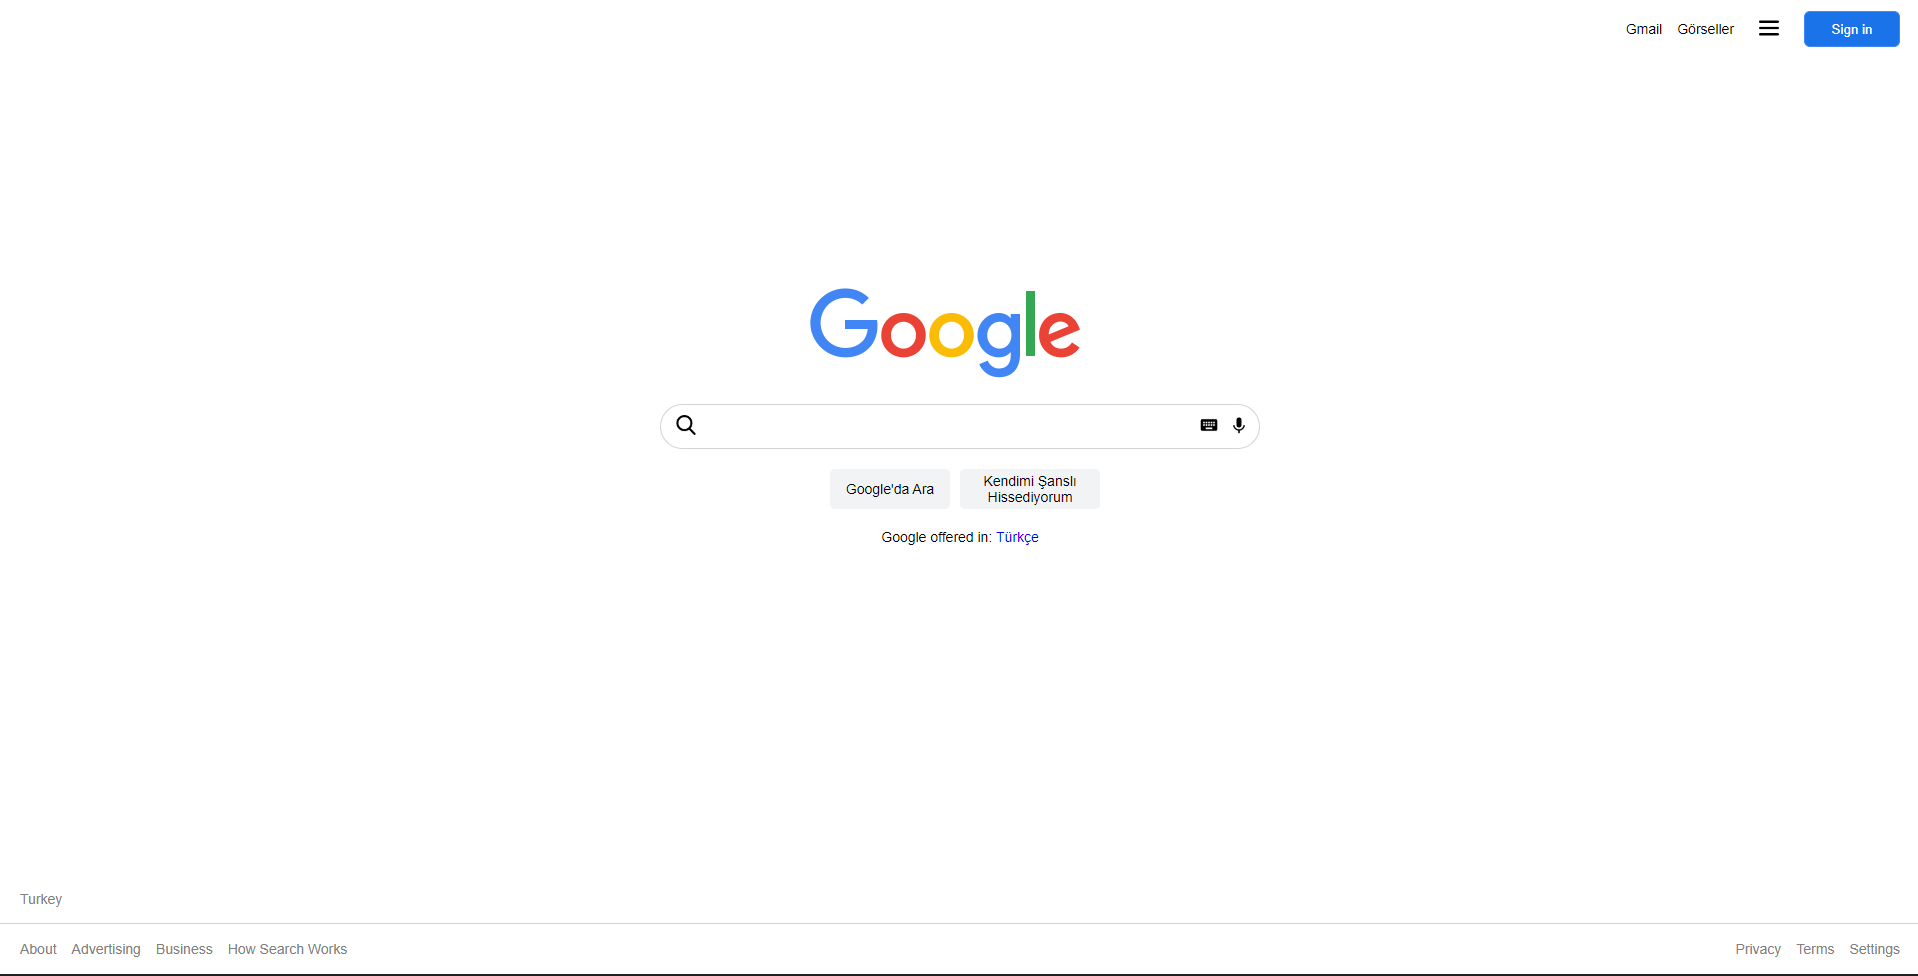 Gmail Görseller Sign in
Google
Google'da Ara
Kendimi Şanslı
Hissediyorum
Google offered in: Türkçe
Turkey
About Advertising Business How Search Works Privacy Terms Settings